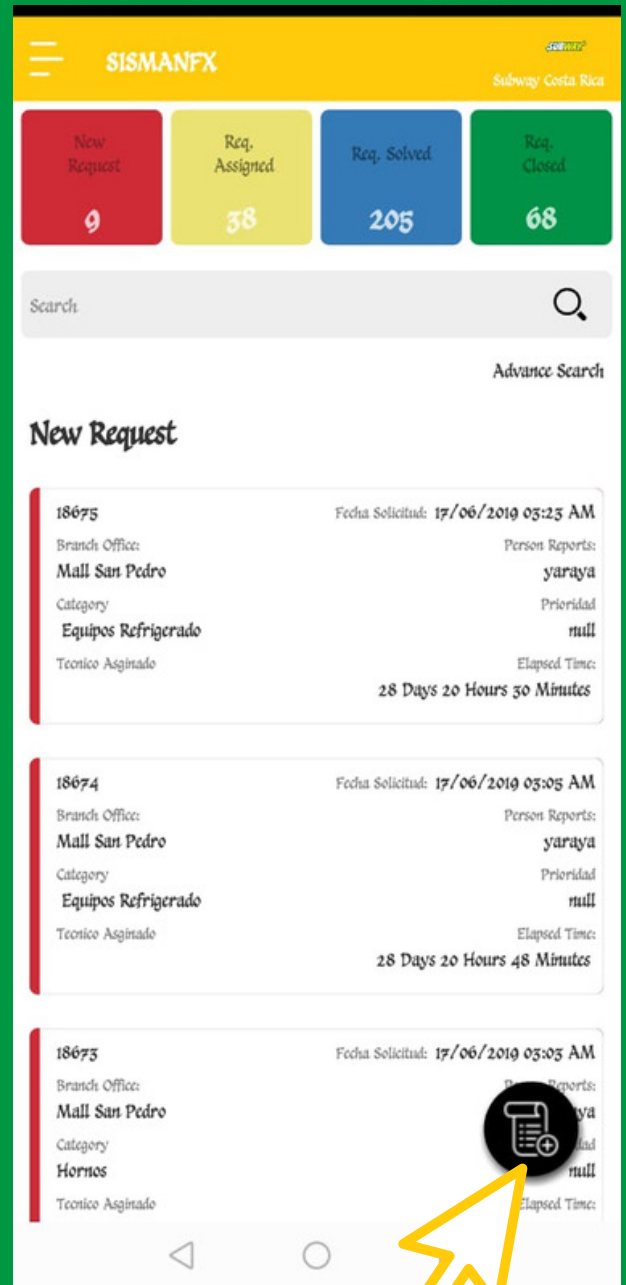 SISMANFX
SUBWAY
Subway Costa Rica
New Request
Req. Assigned
Req. Solved
Req. Closed
9
38
205
68
Search
Advance Search
New Request
18675 Fecha Solicitud: 17/06/2019 03:23 AM
Branch Office: Person Reports:
Mall San Pedro yaraya
Category Prioridad
Equipos Refrigerado null
Tecnico Asginado Elapsed Time:
28 Days 20 Hours 30 Minutes
18674 Fecha Solicitud: 17/06/2019 03:05 AM
Branch Office: Person Reports:
Mall San Pedro yaraya
Category Prioridad
Equipos Refrigerado null
Tecnico Asginado Elapsed Time:
28 Days 20 Hours 48 Minutes
18673 Fecha Solicitud: 17/06/2019 03:03 AM
Branch Office:
Mall San Pedro
Category
Hornos null
Tecnico Asginado Elapsed Time: